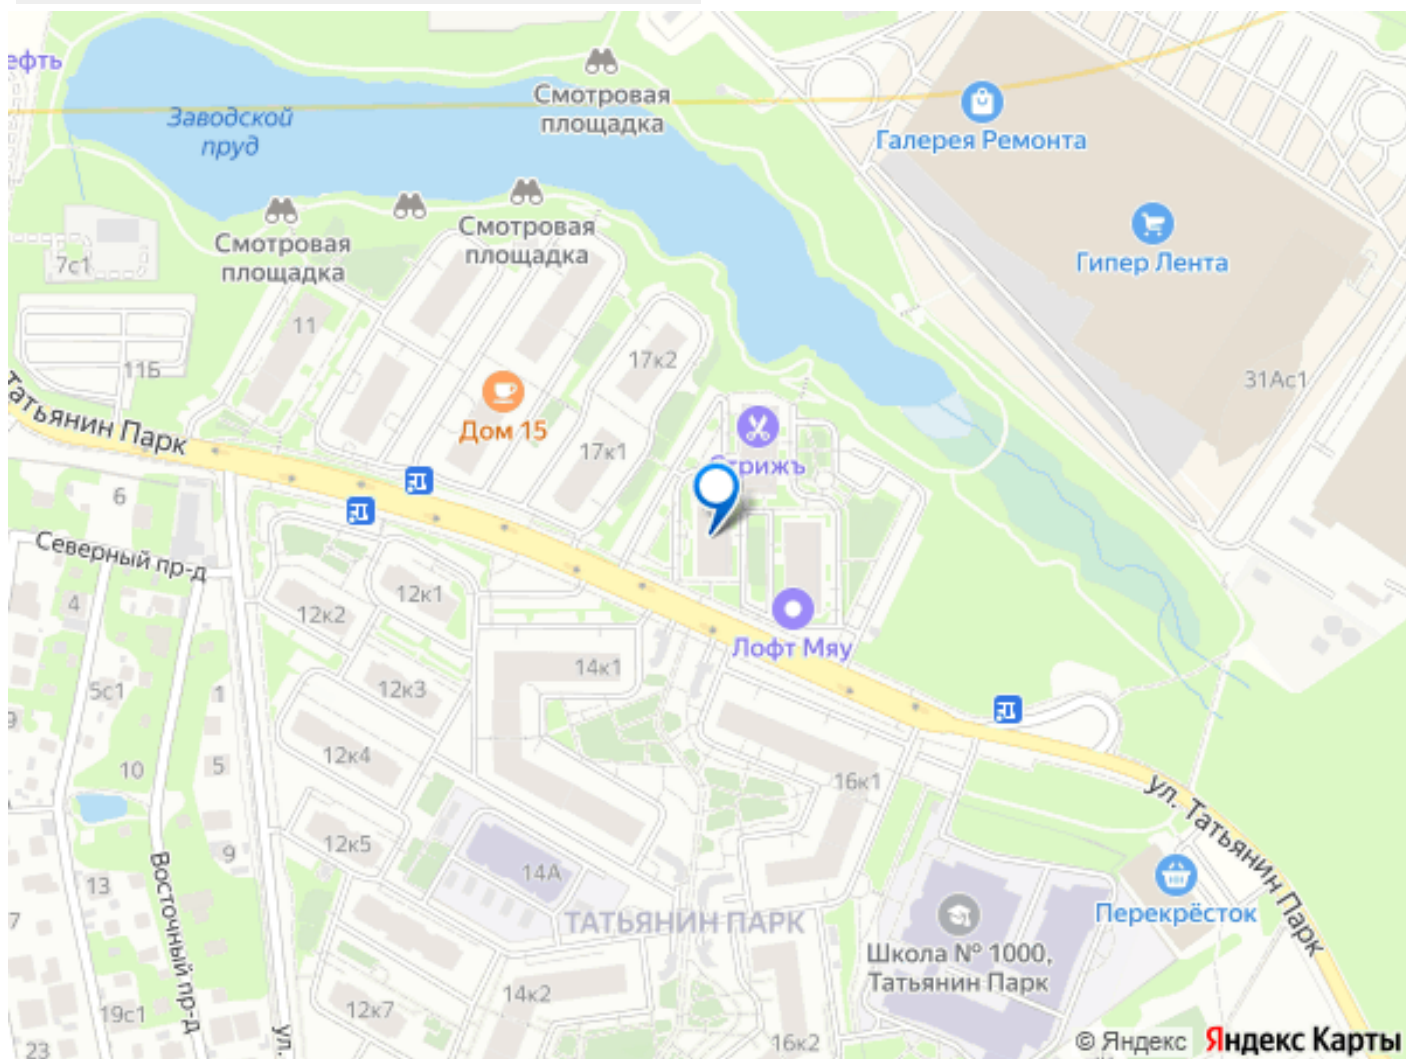 ефть
Заводской
пруд
Смотровая
площадка
Галерея Ремонта
Гипер Лента
Смотровая
площадка
Смотровая
площадка
7с1
11
11Б
17к2
31Ас1
Татьянин Парк
Дом 15
17к1
Стрижъ
6
Северный пр-д
4
12к2
12к1
Лофт Мяу
14к1
5с1
1
9
12к3
10
5
12к4
16к1
ул. Татьянин Парк
9
12к5
14А
Восточный пр-д
13
7
ТАТЬЯНИН ПАРК
Перекрёсток
Школа № 1000,
Татьянин Парк
19с1
12к7
14к2
ул.
23
16к2
© Яндекс Яндекс Карты